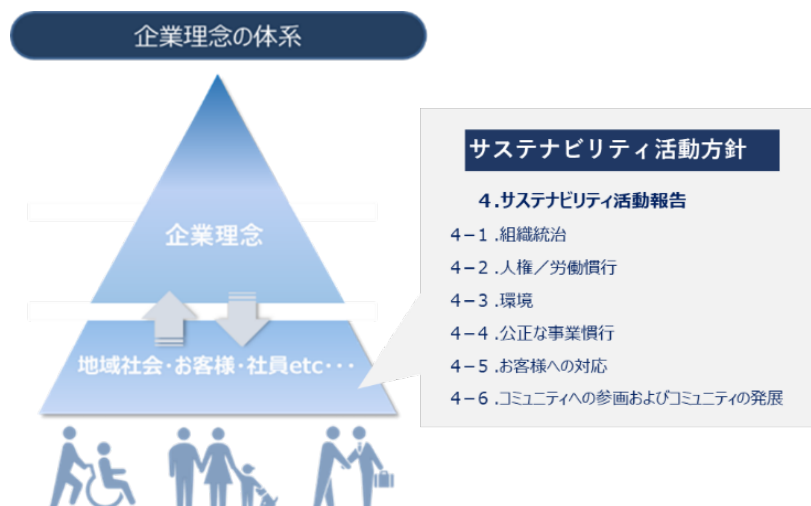 企業理念の体系
企業理念
地域社会・お客様・社員etc・・・
サステナビリティ活動方針
４.サステナビリティ活動報告
４−１.組織統治
４−２.人権／労働慣行
４−３.環境
４−４.公正な事業慣行
４−５.お客様への対応
４−６.コミュニティへの参画およびコミュニティの発展